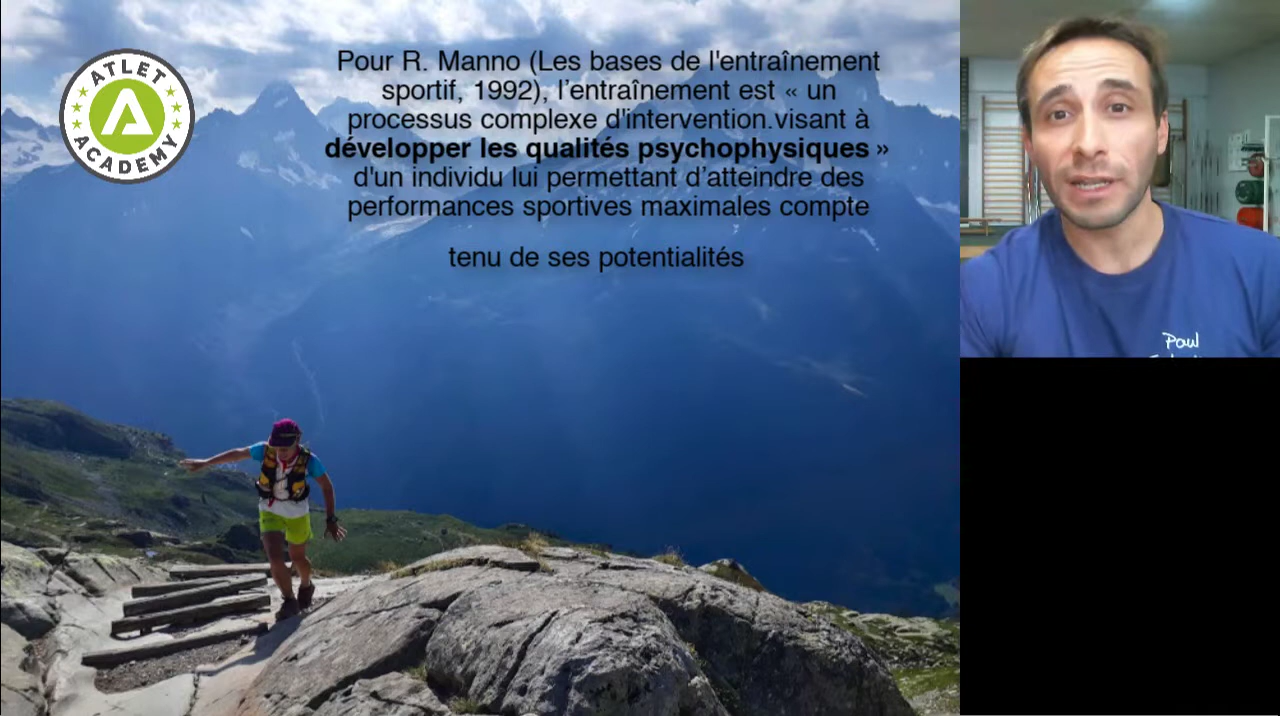 ATLET
ACADEMY
Pour R. Manno (Les bases de l'entraînement
sportif, 1992), l’entraînement est « un
processus complexe d'intervention.visant à
développer les qualités psychophysiques »
d'un individu lui permettant d’atteindre des
performances sportives maximales compte
tenu de ses potentialités
Paul